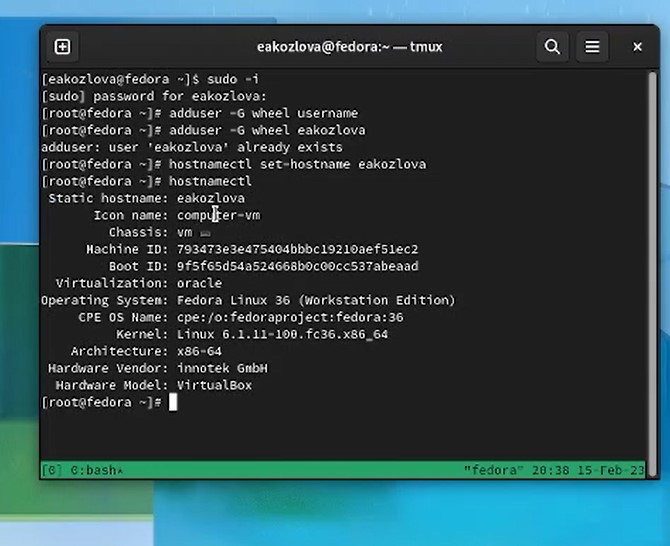 eakozlova@fedora:~ — tmux
[eakozlova@fedora ~]$ sudo -i
[sudo] password for eakozlova:
[root@fedora ~]# adduser -G wheel username
[root@fedora ~]# adduser -G wheel eakozlova
adduser: user 'eakozlova' already exists
[root@fedora ~]# hostnamectl set-hostname eakozlova
[root@fedora ~]# hostnamectl
Static hostname: eakozlova
Icon name: computer-vm
Chassis: vm
Machine ID: 793473e3e475404bbbc19210aef51ec2
Boot ID: 9f5f65d54a524668b0c00cc537abeaad
Virtualization: oracle
Operating System: Fedora Linux 36 (Workstation Edition)
CPE OS Name: cpe:/o:fedoraproject:fedora:36
Kernel: Linux 6.1.11-100.fc36.x86_64
Architecture: x86-64
Hardware Vendor: innotek GmbH
Hardware Model: VirtualBox
[root@fedora ~]#
[0] 0:bash* "fedora" 20:38 15-Feb-23